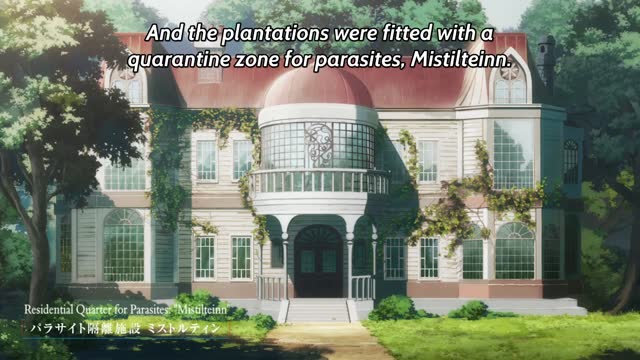 And the plantations were fitted with a
quarantine zone for parasites, Mistilteinn.
Residential Quarter for Parasites: "Mistilteinn
パラサイト隔離施設 ミストルティン